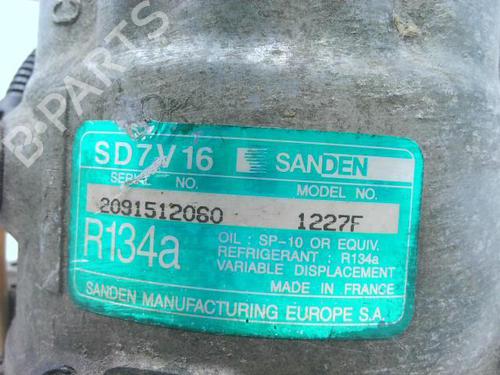 B-PARTS
SD7V16 SANDEN
SERIAL NO. MODEL NO.
2091512060 1227F
R134a
OIL : SP-10 OR EQUIV.
REFRIGERANT : R134a
VARIABLE DISPLACEMENT
MADE IN FRANCE
SANDEN MANUFACTURING EUROPE S.A.